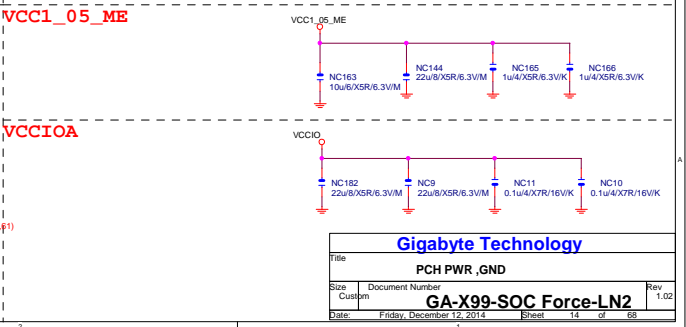 VCC1_05_ME
VCC1_05_ME
NC163
10u/6/X5R/6.3V/M
NC144
22u/8/X5R/6.3V/M
NC165
1u/4/X5R/6.3V/K
NC166
1u/4/X5R/6.3V/K
VCCIOA
VCCIO
A
NC182
22u/8/X5R/6.3V/M
NC9
22u/8/X5R/6.3V/M
NC11
0.1u/4/X7R/16V/K
NC10
0.1u/4/X7R/16V/K
Gigabyte Technology
Title
PCH PWR ,GND
Size Document Number Rev
Custom GA-X99-SOC Force-LN2 1.02
Date: Friday, December 12, 2014 Sheet 14 of 68
2 1